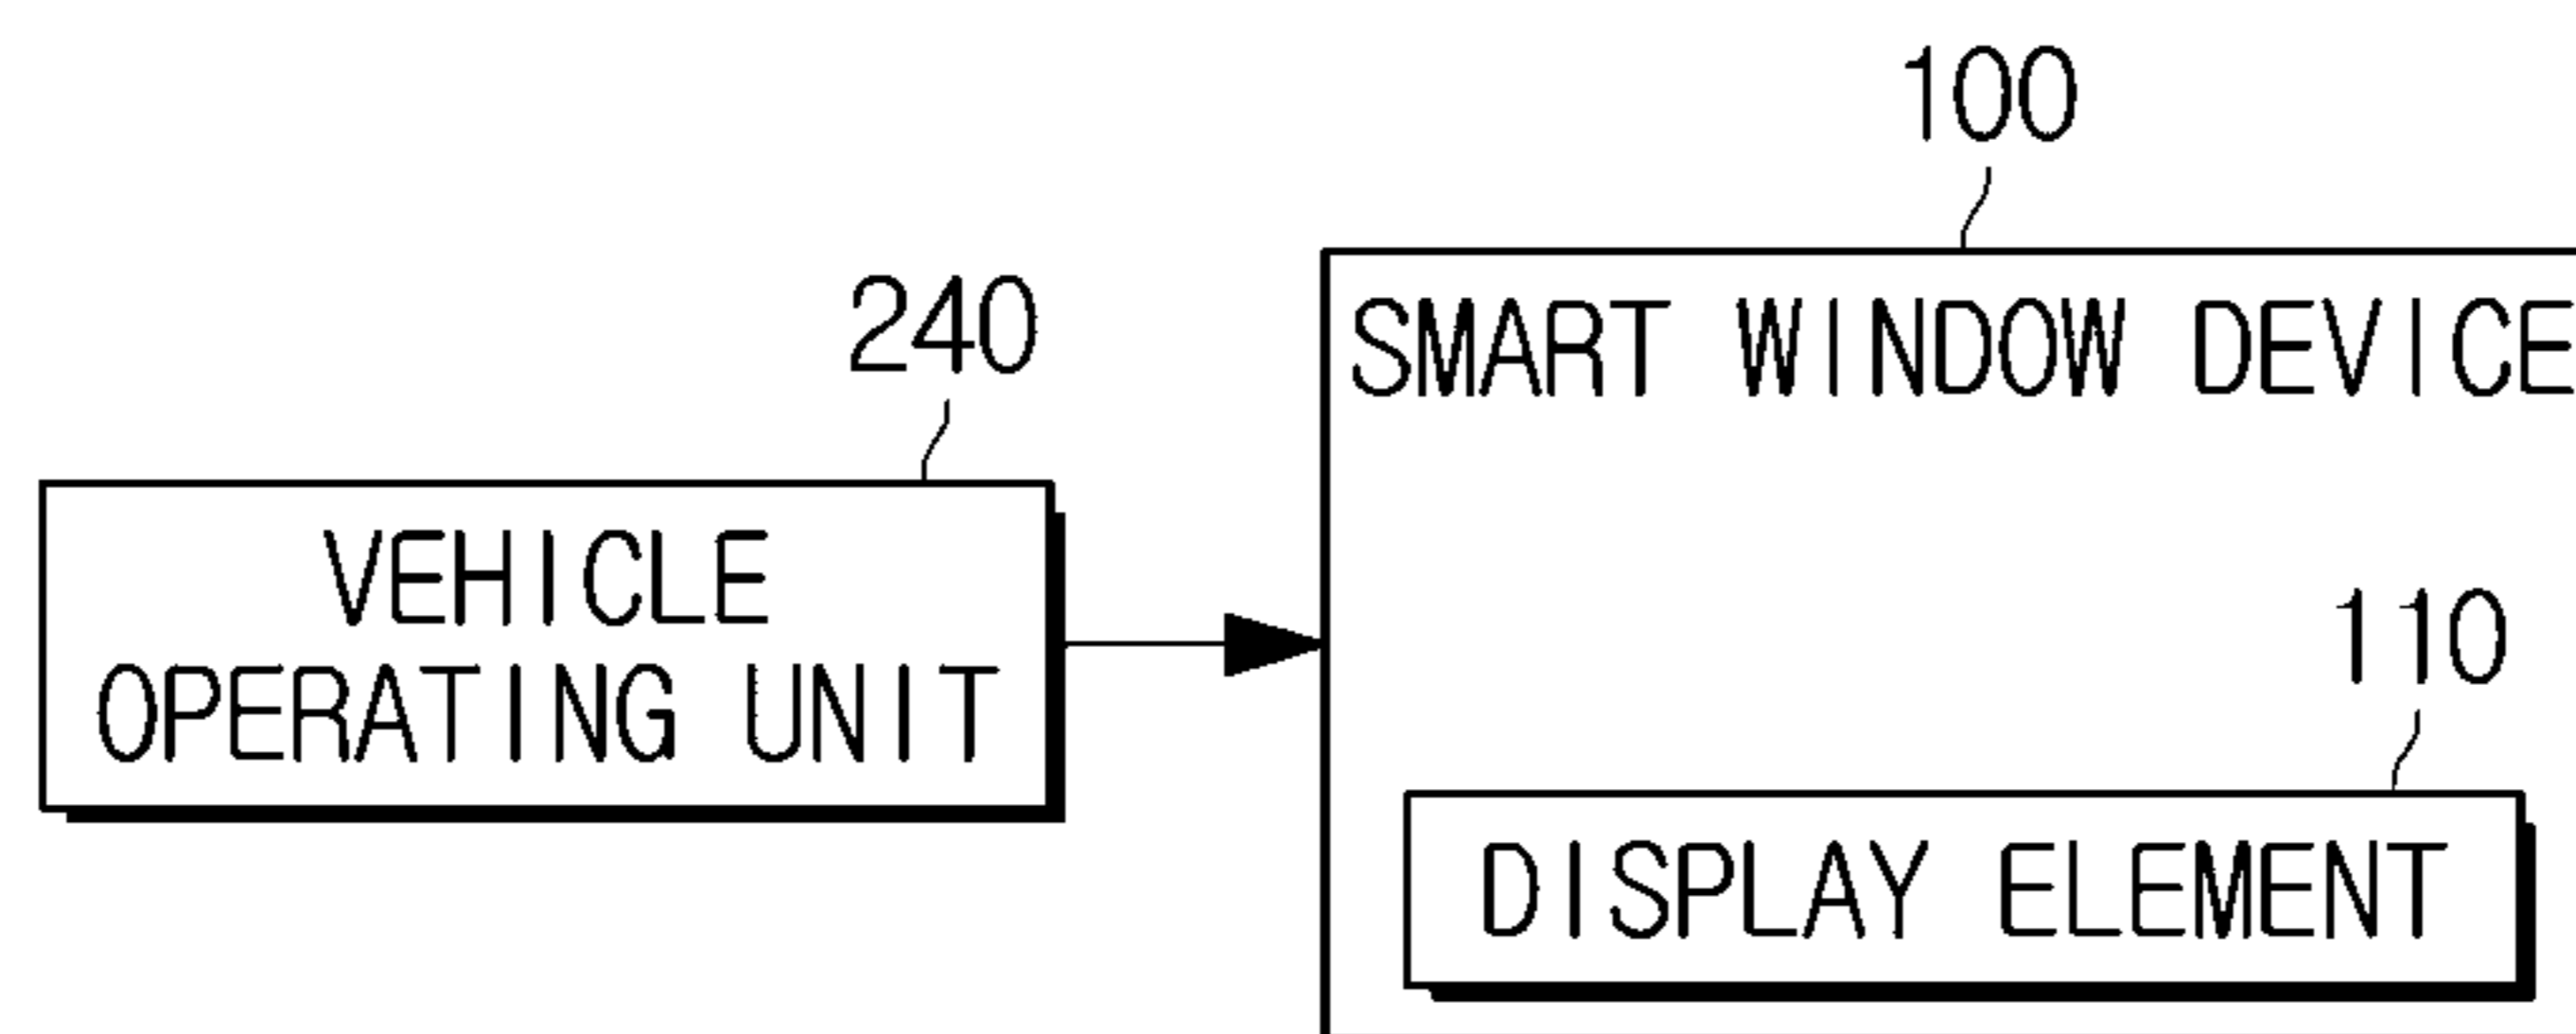 100
240
SMART WINDOW DEVICE
VEHICLE
OPERATING UNIT
110
DISPLAY ELEMENT